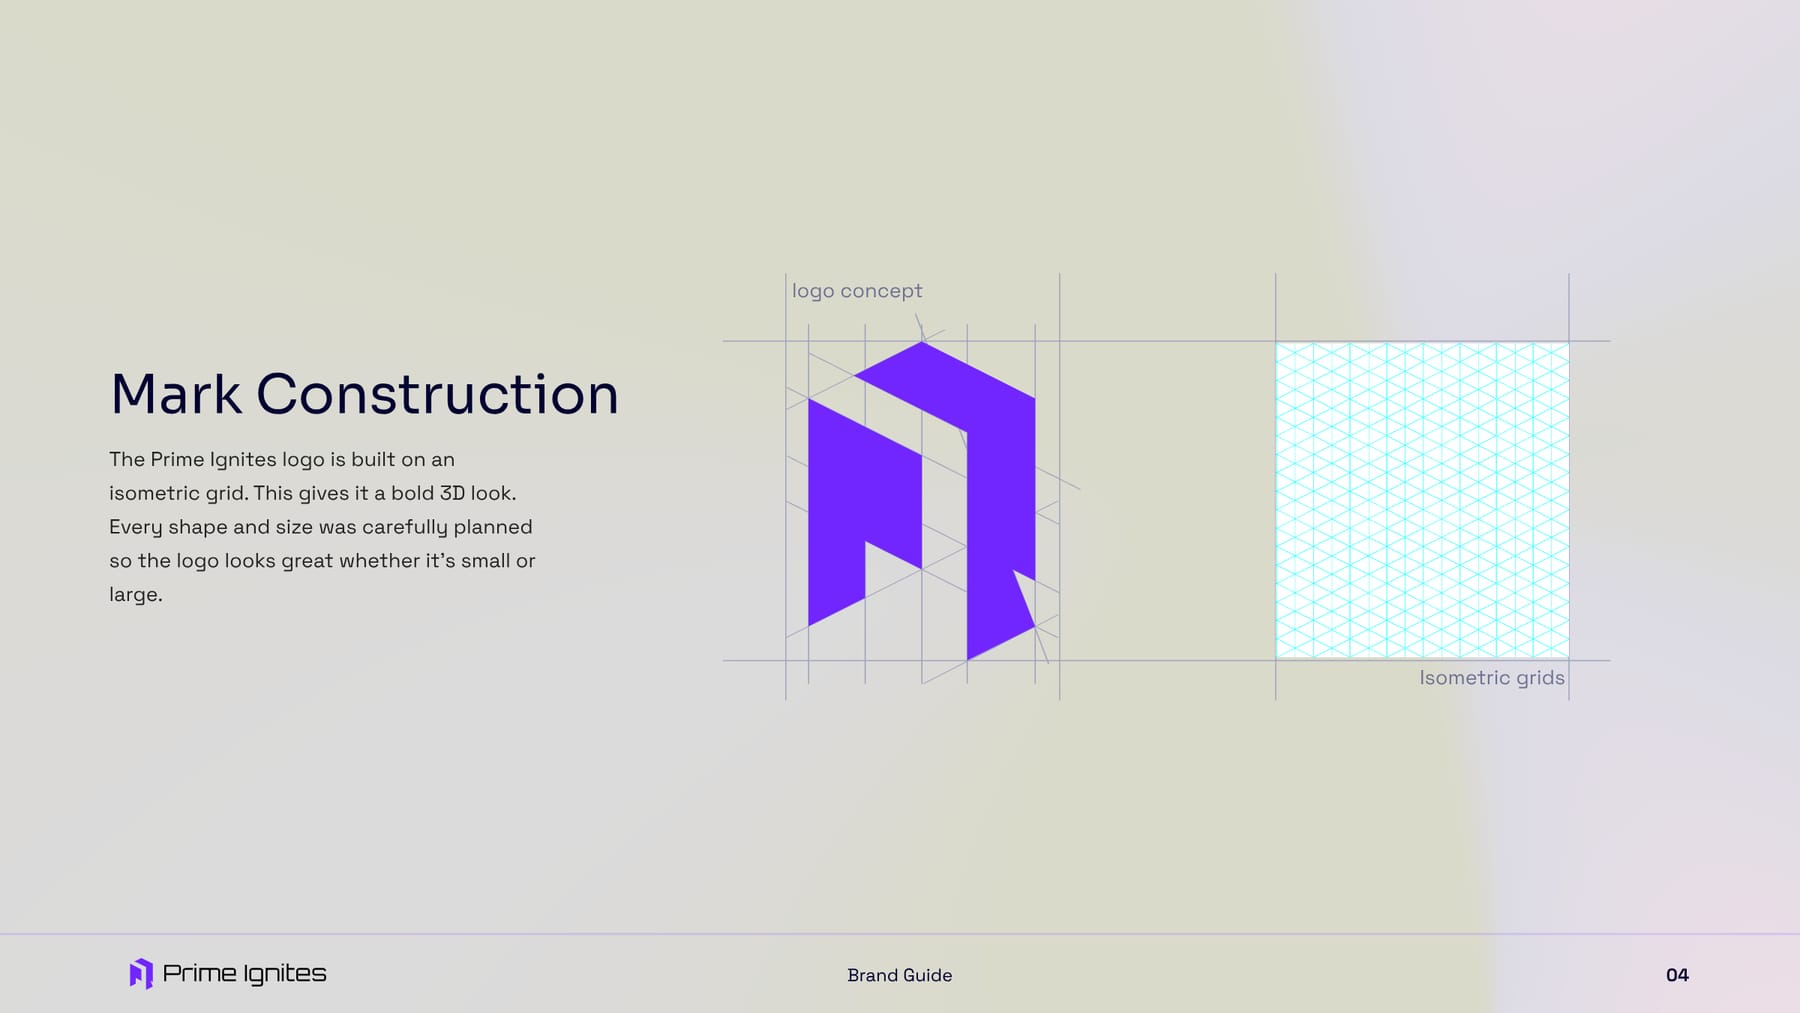 logo concept
Mark Construction
The Prime Ignites logo is built on an
isometric grid. This gives it a bold 3D look.
Every shape and size was carefully planned
so the logo looks great whether it’s small or
large.
Isometric grids
Prime Ignites
Brand Guide
04